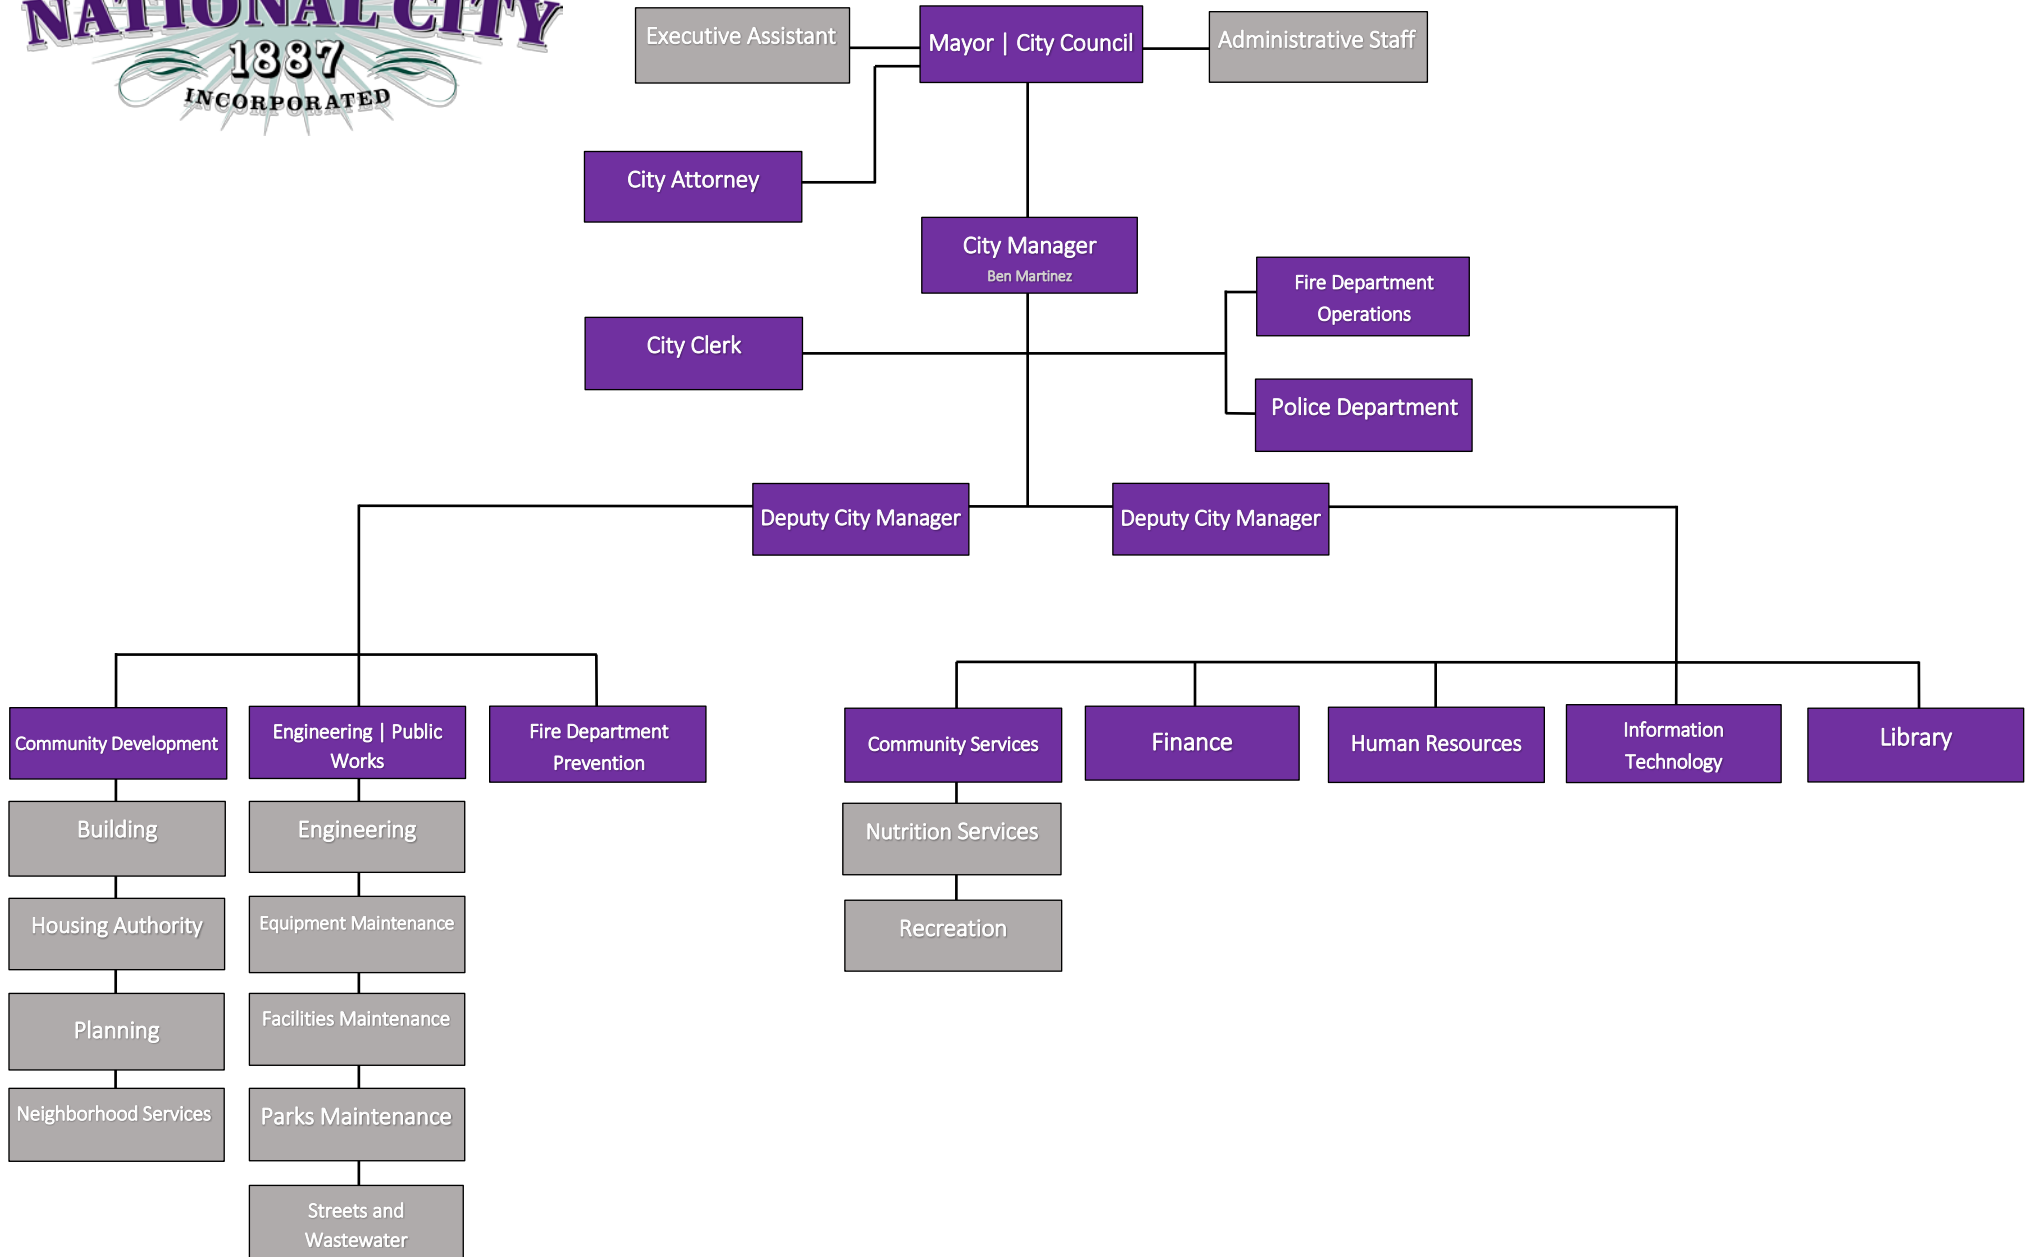 NATIONAL CITY
1887
INCORPORATED
Executive Assistant
Mayor | City Council
Administrative Staff
City Attorney
City Manager
Ben Martinez
Fire Department
Operations
City Clerk
Police Department
Deputy City Manager
Deputy City Manager
Community Development
Engineering | Public
Works
Fire Department
Prevention
Community Services
Finance
Human Resources
Information
Technology
Library
Building
Engineering
Nutrition Services
Housing Authority
Equipment Maintenance
Recreation
Planning
Facilities Maintenance
Neighborhood Services
Parks Maintenance
Streets and
Wastewater